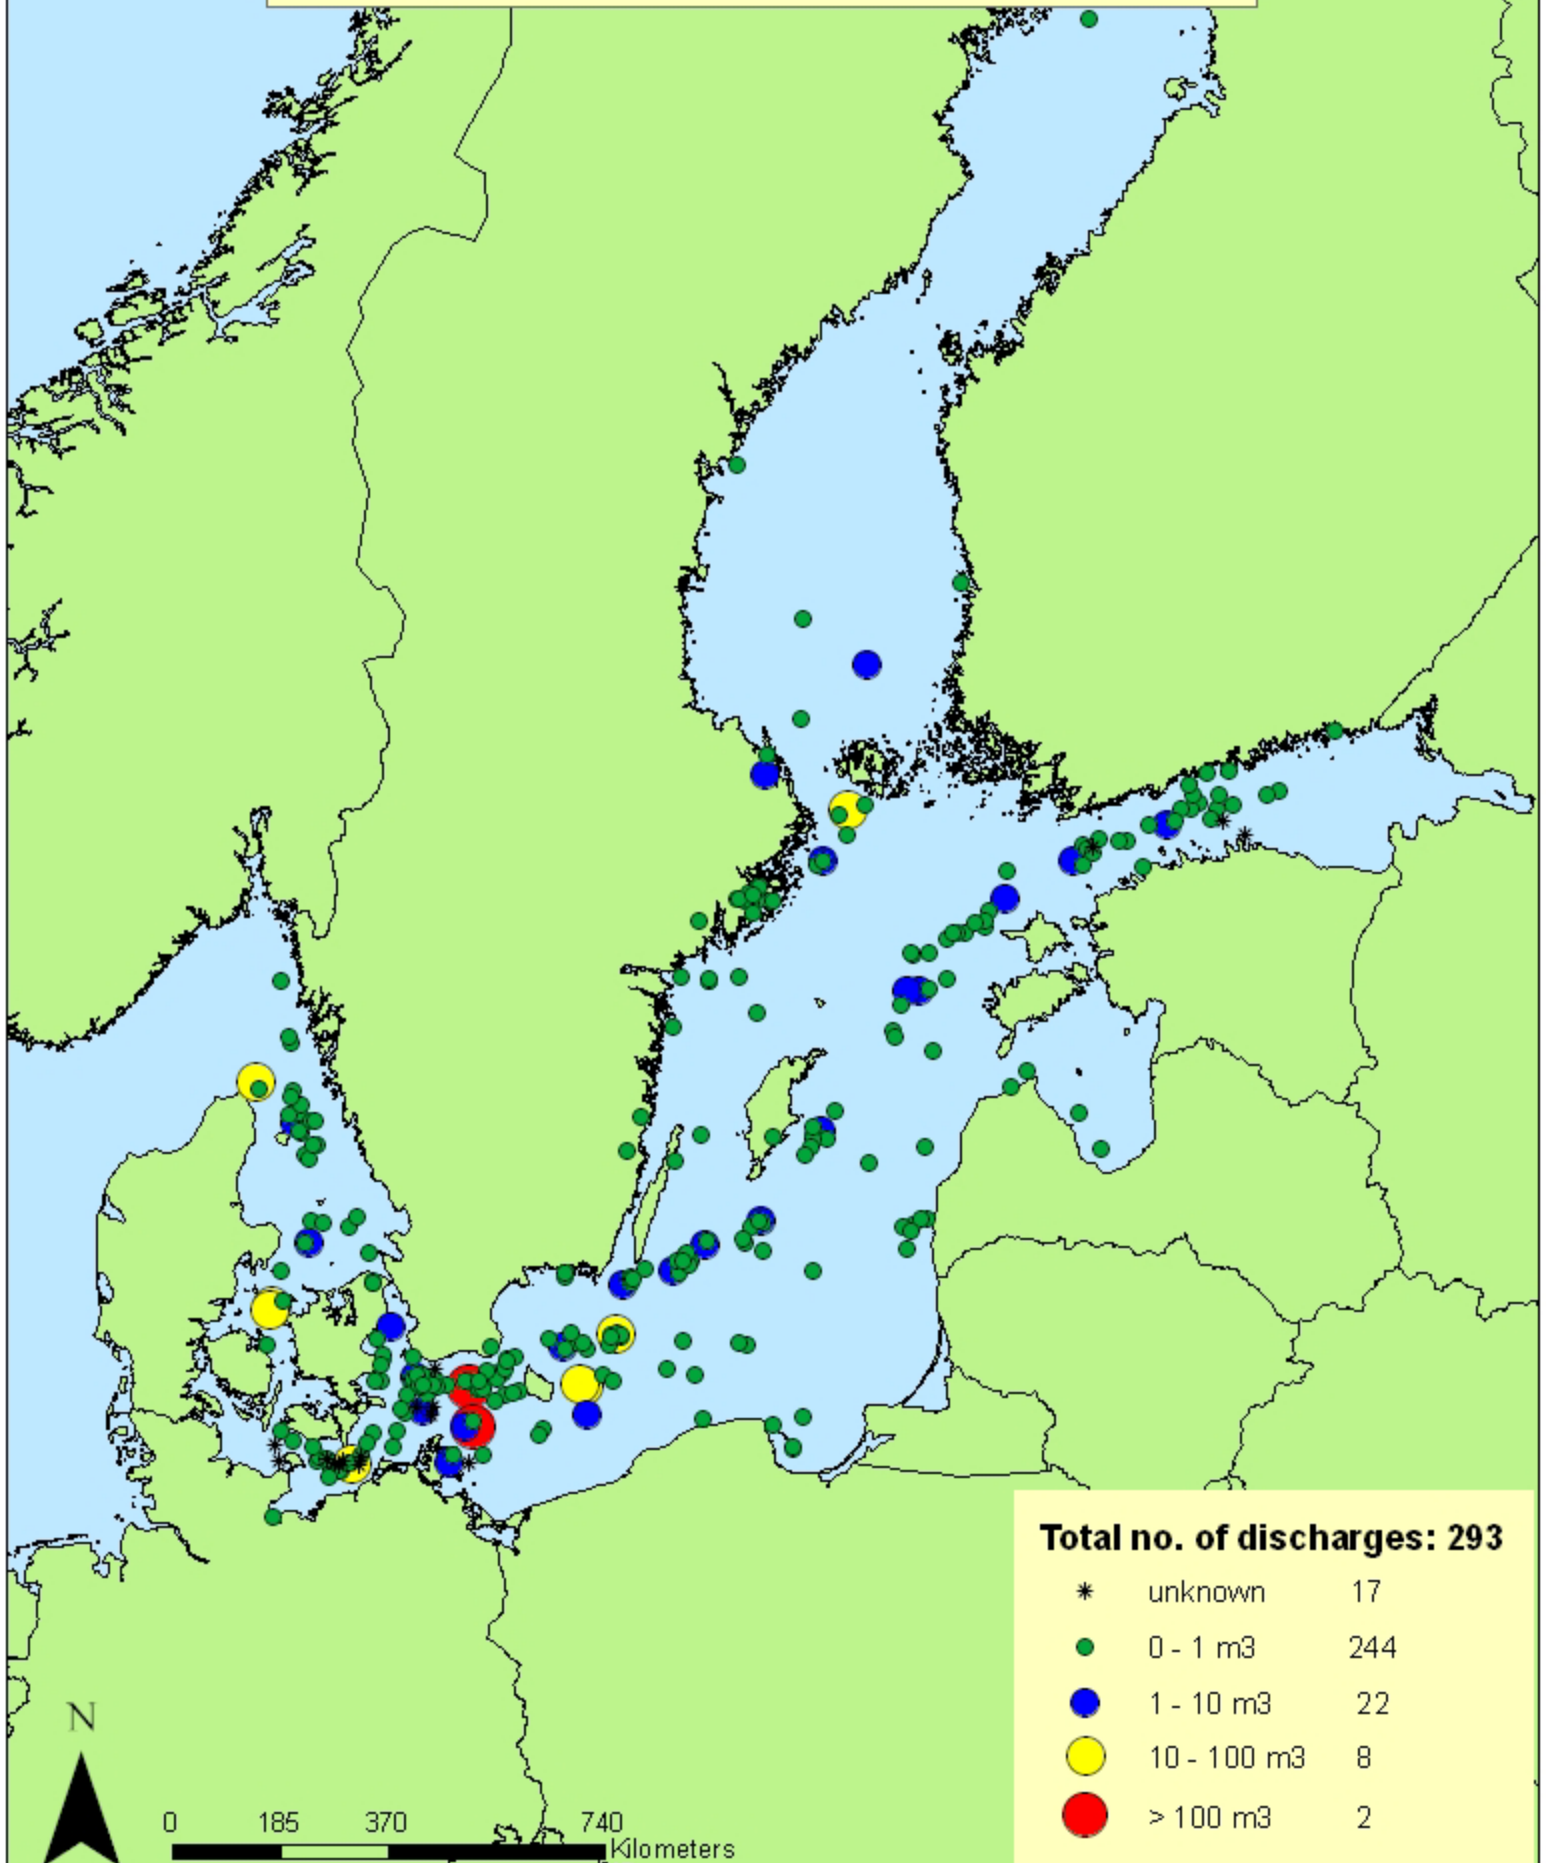 Total no. of discharges: 293
unknown 17
0 - 1 m3 244
1 - 10 m3 22
10 - 100 m3 8
> 100 m3 2
N
0 185 370 740
Kilometers